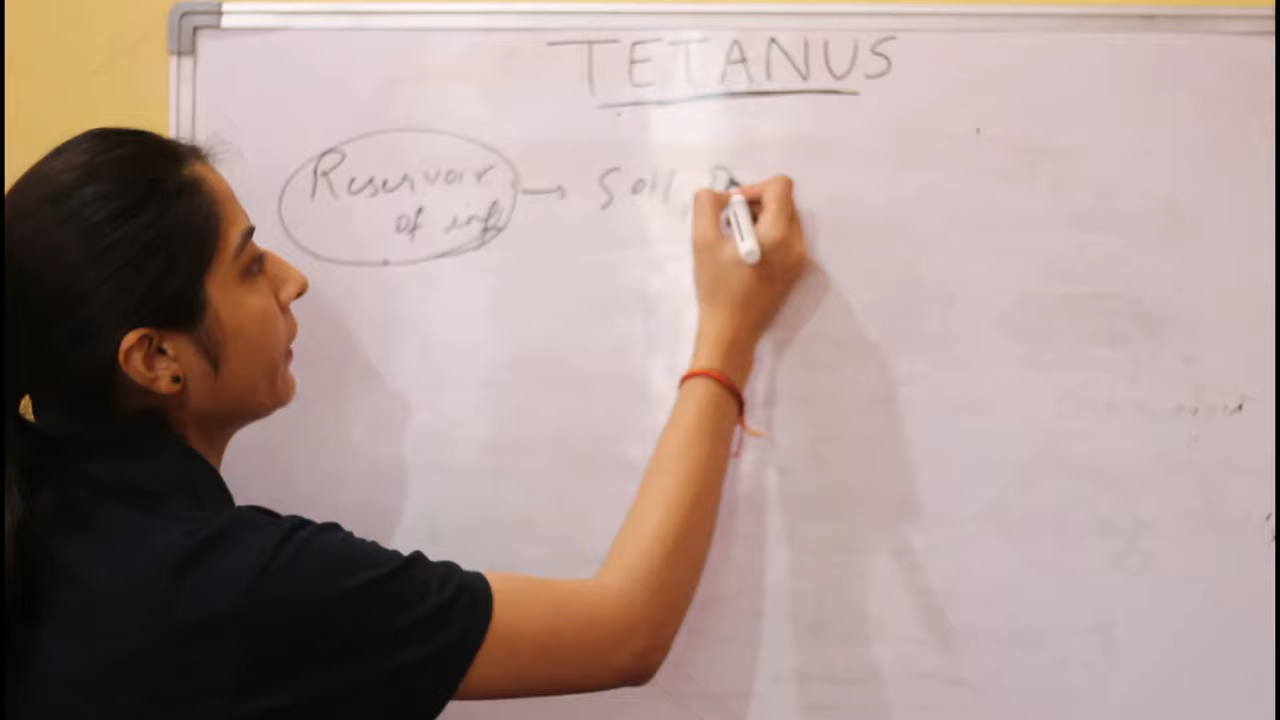 TETANUS
Reservoir → Soil,
of inf